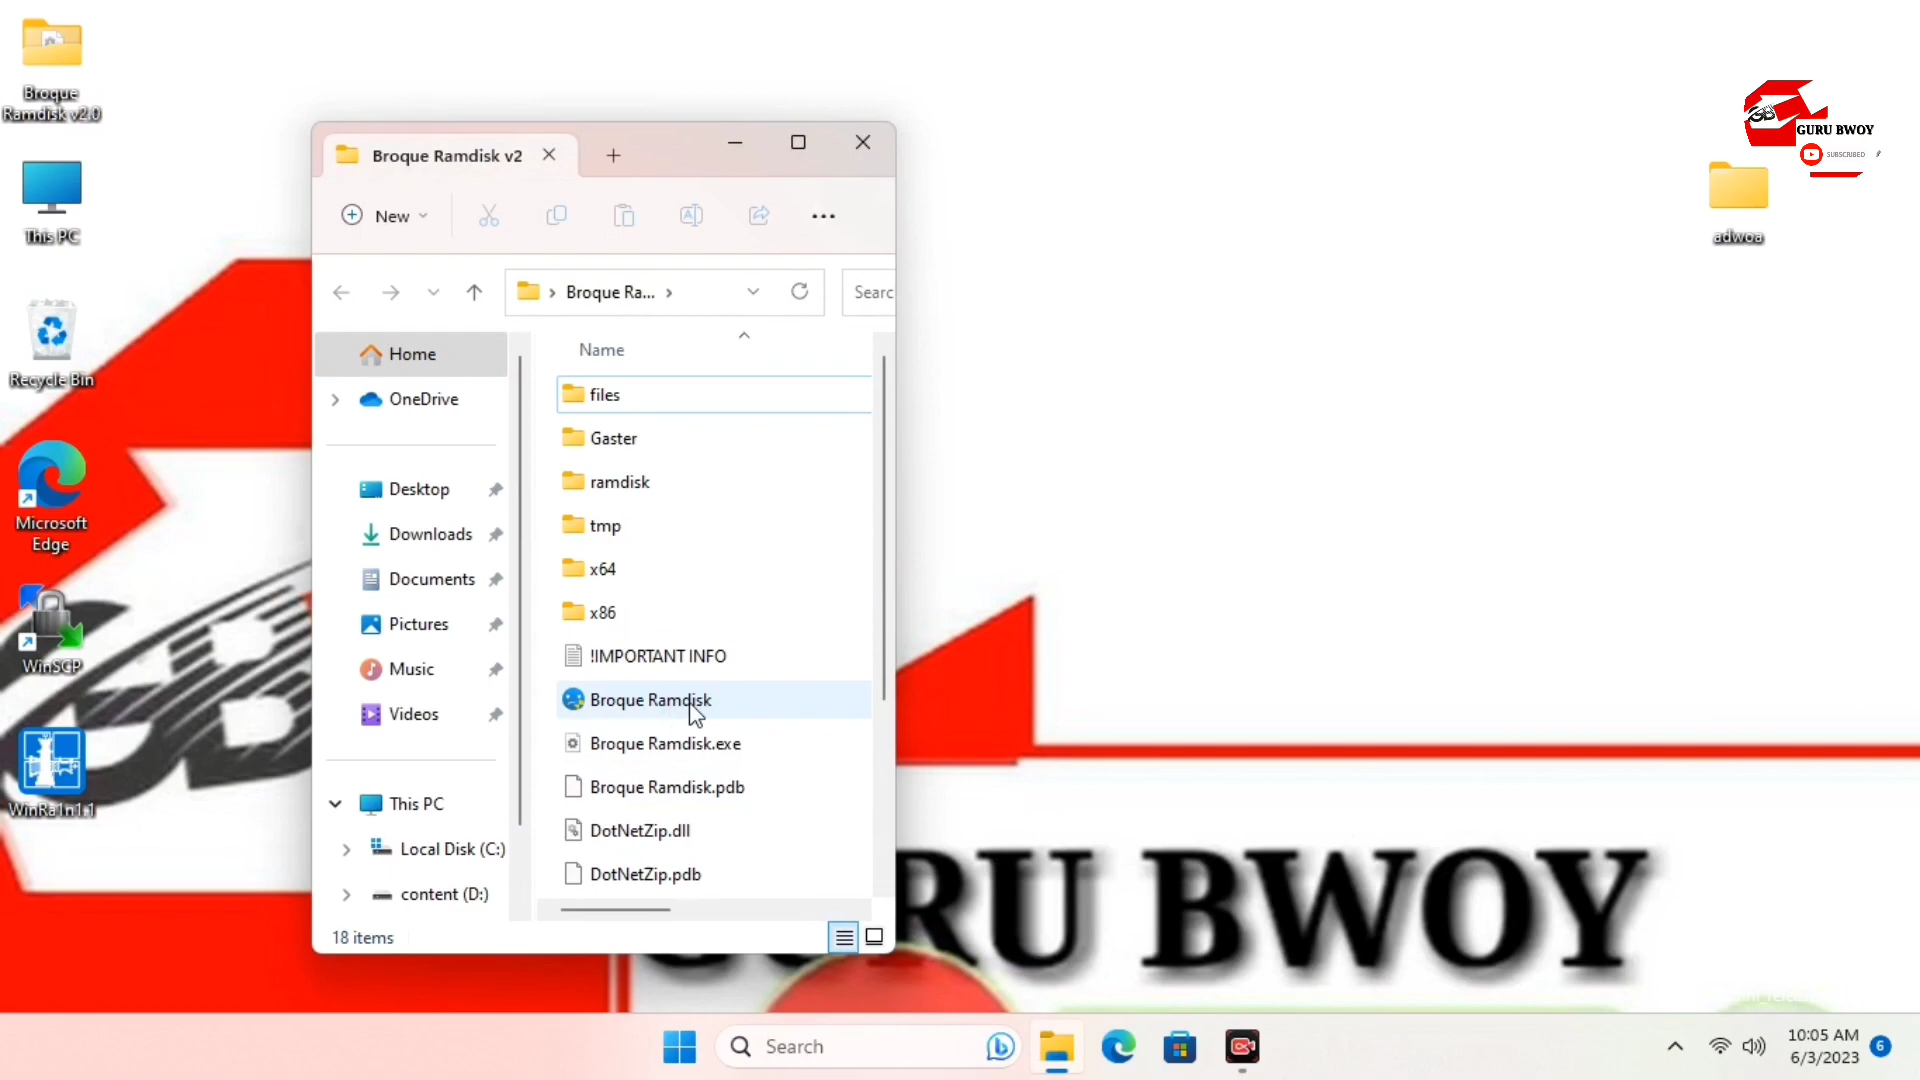 Broque
Ramdisk v2.0
This PC
Recycle Bin
Microsoft
Edge
WinSCP
WinRa1n1.1
Broque Ramdisk v2
New
Broque Ra...
Searc
Home
OneDrive
Desktop
Downloads
Documents
Pictures
Music
Videos
This PC
Local Disk (C:)
content (D:)
Name
files
Gaster
ramdisk
tmp
x64
x86
!IMPORTANT INFO
Broque Ramdisk
Broque Ramdisk.exe
Broque Ramdisk.pdb
DotNetZip.dll
DotNetZip.pdb
18 items
GURU BWOY
SUBSCRIBED
adwoa
RU BWOY
Search
10:05 AM
6/3/2023
6